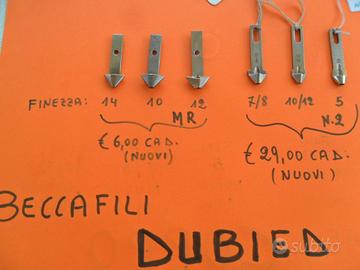 FINEZZA: 14 10 12 7/8 10/12 5
MR N.2
€ 6,00 CAD. € 29,00 CAD.
(NUOVI) (NUOVI)
BECCAFILI
DUBIED
subito